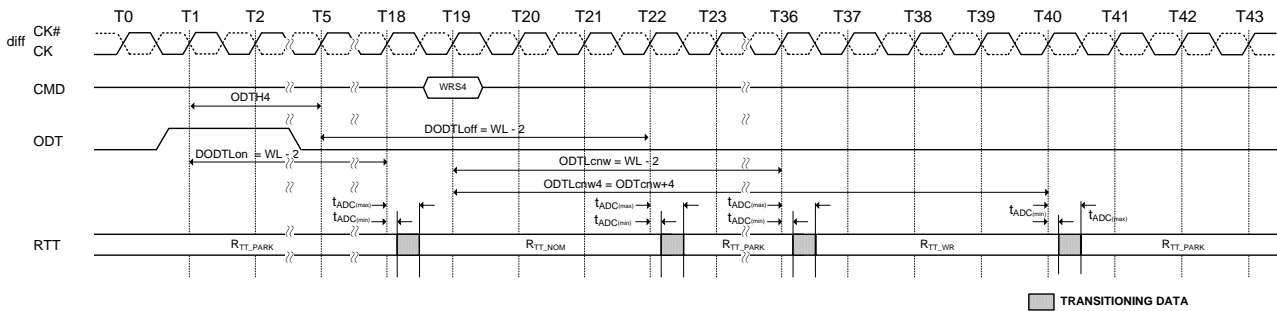 T0 T1 T2 T5 T18 T19 T20 T21 T22 T23 T36 T37 T38 T39 T40 T41 T42 T43
diff CK#
CK
CMD WRS4
ODTH4
DODTLoff = WL - 2
ODT
DODTLon = WL - 2
ODTLcnw = WL - 2
ODTLcnw4 = ODTcnw+4
tADC(max) tADC(max) tADC(max)
tADC(min) tADC(min) tADC(min) tADC(min) tADC(max)
RTT RTT_PARK RTT_NOM RTT_PARK RTT_WR RTT_PARK
TRANSITIONING DATA